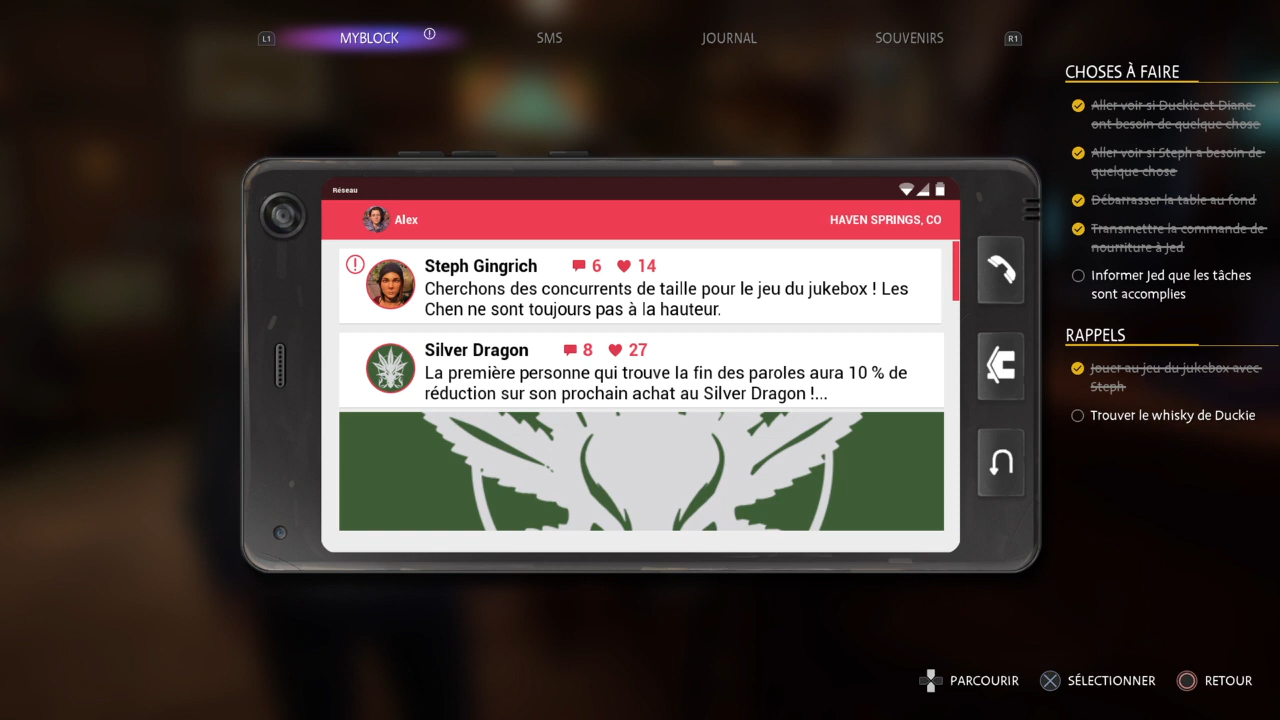 L1
MYBLOCK
SMS
JOURNAL
SOUVENIRS
R1
CHOSES À FAIRE
Aller voir si Duckie et Diane
ont besoin de quelque chose
Aller voir si Steph a besoin de
quelque chose
Débarrasser la table au fond
Transmettre la commande de
nourriture à Jed
Informer Jed que les tâches
sont accomplies
RAPPELS
Jouer au jeu du jukebox avec
Steph
Trouver le whisky de Duckie
Réseau
Alex
HAVEN SPRINGS, CO
Steph Gingrich 6 14
Cherchons des concurrents de taille pour le jeu du jukebox ! Les
Chen ne sont toujours pas à la hauteur.
Silver Dragon 8 27
La première personne qui trouve la fin des paroles aura 10 % de
réduction sur son prochain achat au Silver Dragon !...
PARCOURIR
SÉLECTIONNER
RETOUR